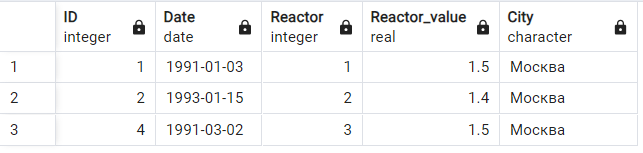 ID Date Reactor Reactor_value City
integer date integer real character
1 1 1991-01-03 1 1.5 Москва
2 2 1993-01-15 2 1.4 Москва
3 4 1991-03-02 3 1.5 Москва